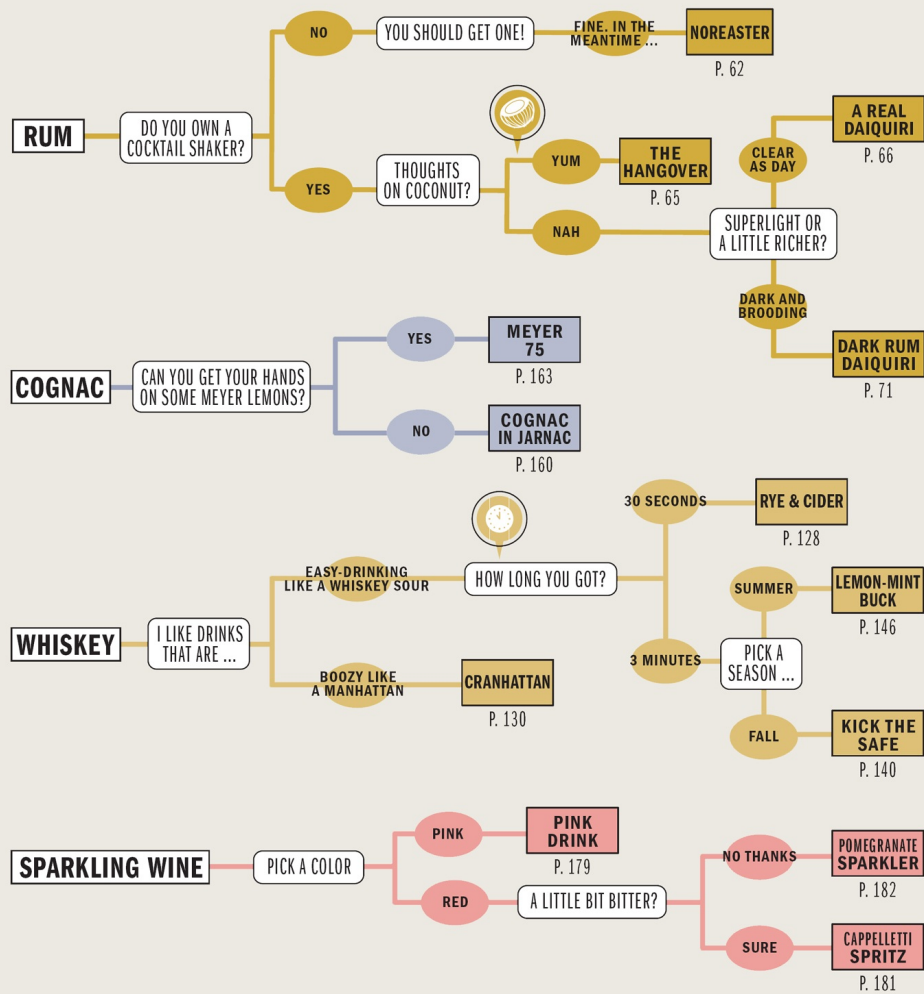 RUM
DO YOU OWN A
COCKTAIL SHAKER?
NO
YOU SHOULD GET ONE!
FINE. IN THE
MEANTIME ...
NOREASTER
P. 62
YES
THOUGHTS
ON COCONUT?
YUM
THE
HANGOVER
P. 65
NAH
SUPERLIGHT OR
A LITTLE RICHER?
CLEAR
AS DAY
A REAL
DAIQUIRI
P. 66
DARK AND
BROODING
DARK RUM
DAIQUIRI
P. 71
COGNAC
CAN YOU GET YOUR HANDS
ON SOME MEYER LEMONS?
YES
MEYER
75
P. 163
NO
COGNAC
IN JARNAC
P. 160
WHISKEY
I LIKE DRINKS
THAT ARE ...
EASY-DRINKING
LIKE A WHISKEY SOUR
HOW LONG YOU GOT?
30 SECONDS
RYE & CIDER
P. 128
3 MINUTES
PICK A
SEASON ...
SUMMER
LEMON-MINT
BUCK
P. 146
FALL
KICK THE
SAFE
P. 140
BOOZY LIKE
A MANHATTAN
CRANHATTAN
P. 130
SPARKLING WINE
PICK A COLOR
PINK
PINK
DRINK
P. 179
RED
A LITTLE BIT BITTER?
NO THANKS
POMEGRANATE
SPARKLER
P. 182
SURE
CAPPELLETTI
SPRITZ
P. 181